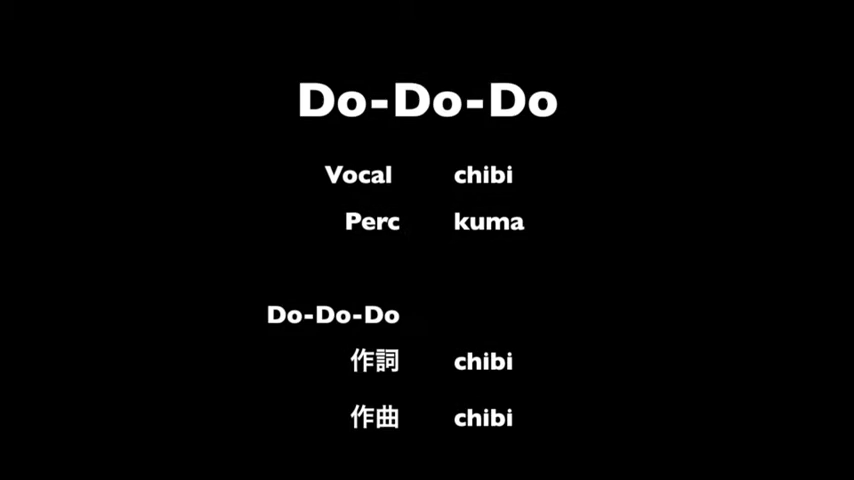 Do-Do-Do
Vocal chibi
Perc kuma
Do-Do-Do
作詞 chibi
作曲 chibi